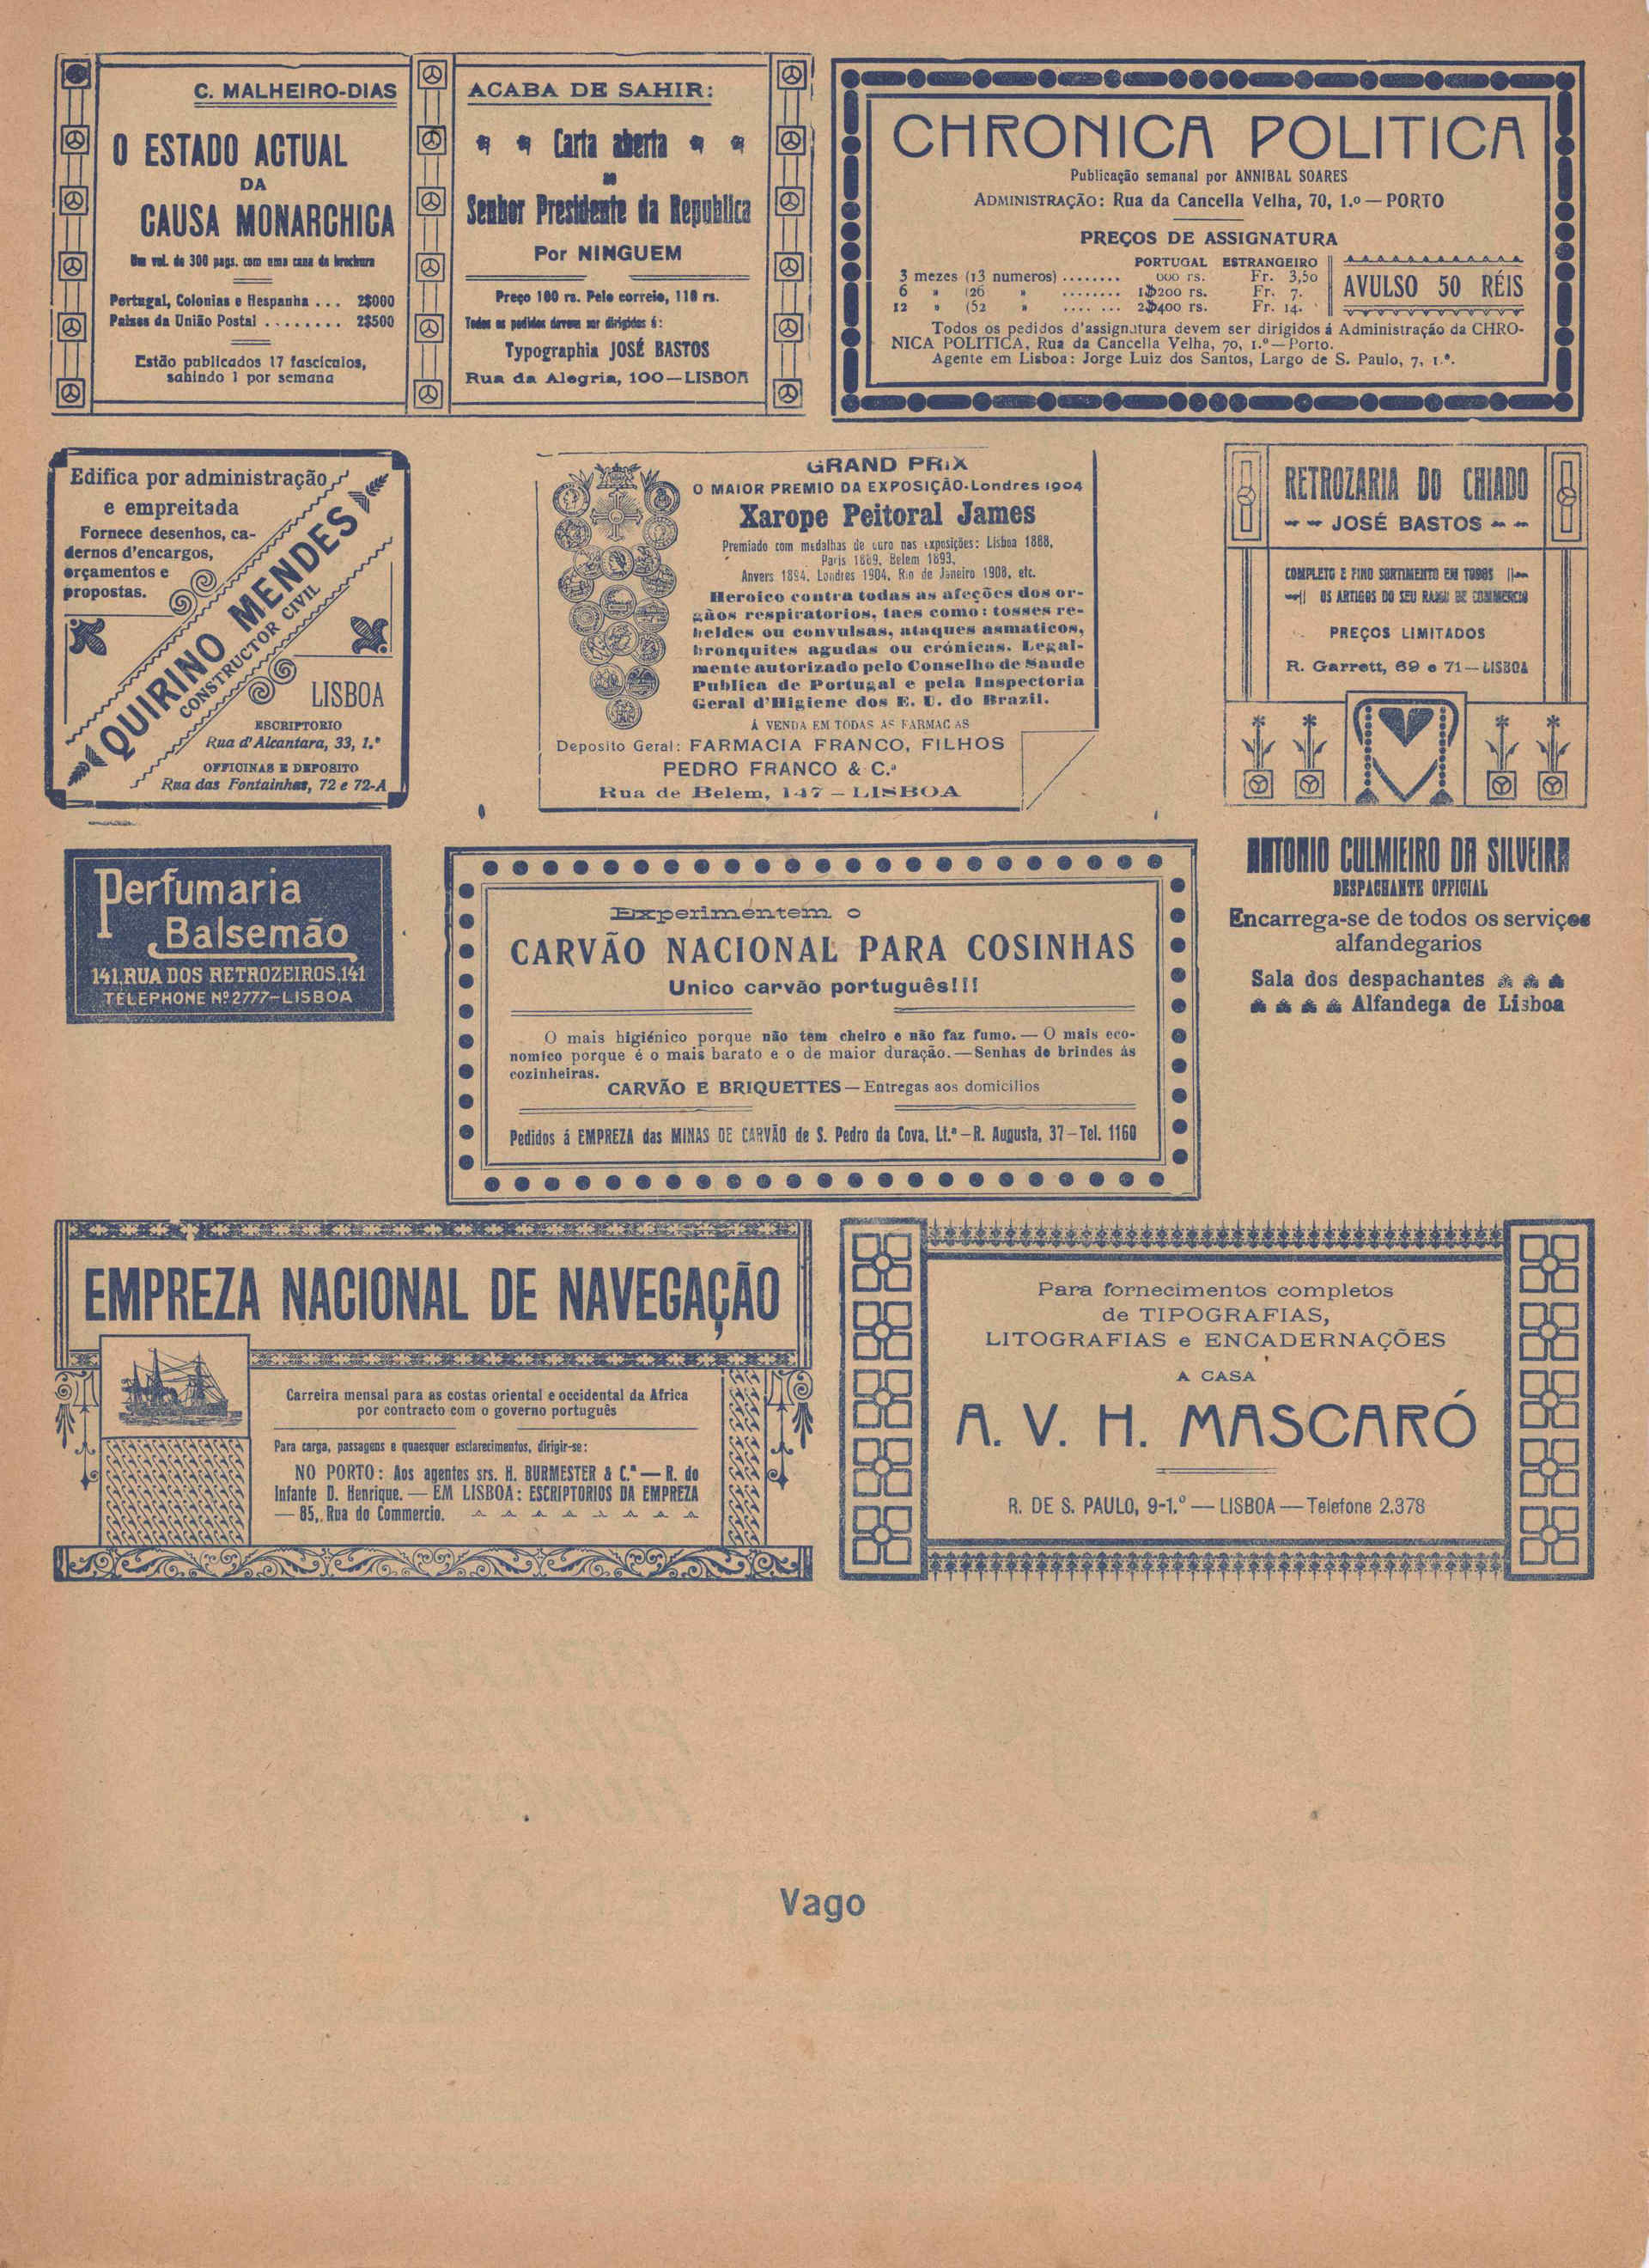 C. MALHEIRO-DIAS
O ESTADO ACTUAL
DA
CAUSA MONARCHICA
Um vol. de 300 pags. com uma capa de brochura
Portugal, Colonias e Hespanha . . . 2$000
Paizes da União Postal . . . . . . . . 2$500
Estão publicados 17 fasciculos,
sahindo 1 por semana
ACABA DE SAHIR:
Carta aberta
ao
Senhor Presidente da Republica
Por NINGUEM
Preço 100 rs. Pelo correio, 110 rs.
Todos os pedidos devem ser dirigidos á:
Typographia JOSÉ BASTOS
Rua da Alegria, 100—LISBOA
CHRONICA POLITICA
Publicação semanal por ANNIBAL SOARES
ADMINISTRAÇÃO: Rua da Cancella Velha, 70, 1.º — PORTO
PREÇOS DE ASSIGNATURA
PORTUGAL ESTRANGEIRO
3 mezes (13 numeros) . . . . . . . . rs. Fr. 3,50
6 » (26 » . . . . . . . . 1$200 rs. Fr. 7.
12 » (52 » . . . . . . . 2$400 rs. Fr. 14.
AVULSO 50 RÉIS
Todos os pedidos d'assignatura devem ser dirigidos á Administração da CHRO-
NICA POLITICA, Rua da Cancella Velha, 70, 1.º—Porto.
Agente em Lisboa: Jorge Luiz dos Santos, Largo de S. Paulo, 7, 1.º.
Edifica por administração
e empreitada
Fornece desenhos, ca-
dernos d'encargos,
orçamentos e
propostas.
QUIRINO MENDES
CONSTRUCTOR CIVIL
LISBOA
ESCRIPTORIO
Rua d'Alcantara, 33, 1.º
OFFICINAS E DEPOSITO
Rua das Fontainhas, 72 e 72-A
GRAND PRIX
O MAIOR PREMIO DA EXPOSIÇÃO-Londres 1904
Xarope Peitoral James
Premiado com medalhas de ouro nas exposições: Lisboa 1888,
Paris 1889, Belem 1893,
Anvers 1894, Londres 1904, Rio de Janeiro 1908, etc.
Heroico contra todas as afecções dos or-
gãos respiratorios, taes como: tosses re-
beldes ou convulsas, ataques asmaticos,
bronquites agudas ou crónicas. Legal-
mente autorizado pelo Conselho de Saude
Publica de Portugal e pela Inspectoria
Geral d'Higiene dos E. U. do Brazil.
Á VENDA EM TODAS AS FARMACIAS
Deposito Geral: FARMACIA FRANCO, FILHOS
PEDRO FRANCO & C.ª
Rua de Belem, 147 — LISBOA
RETROZARIA DO CHIADO
JOSÉ BASTOS
COMPLETO E FINO SORTIMENTO EM TODOS
OS ARTIGOS DO SEU RAMO DE COMMERCIO
PREÇOS LIMITADOS
R. Garrett, 69 e 71—LISBOA
Perfumaria
Balsemão
141, RUA DOS RETROZEIROS, 141
TELEPHONE Nº 2777—LISBOA
Experimentem o
CARVÃO NACIONAL PARA COSINHAS
Unico carvão português!!!
O mais higiénico porque não tem cheiro e não faz fumo. — O mais eco-
nomico porque é o mais barato e o de maior duração. — Senhas de brindes ás
cozinheiras.
CARVÃO E BRIQUETTES — Entregas aos domicilios
Pedidos á EMPREZA das MINAS DE CARVÃO de S. Pedro da Cova, Lt.ª—R. Augusta, 37—Tel. 1160
ANTONIO CULMIEIRO DA SILVEIRA
DESPACHANTE OFFICIAL
Encarrega-se de todos os serviços
alfandegarios
Sala dos despachantes
Alfandega de Lisboa
EMPREZA NACIONAL DE NAVEGAÇÃO
Carreira mensal para as costas oriental e occidental da Africa
por contracto com o governo português
Para carga, passagens e quaesquer esclarecimentos, dirigir-se:
NO PORTO: Aos agentes srs. H. BURMESTER & C.ª — R. do
Infante D. Henrique. — EM LISBOA: ESCRIPTORIOS DA EMPREZA
— 85, Rua do Commercio.
Para fornecimentos completos
de TIPOGRAFIAS,
LITOGRAFIAS e ENCADERNAÇÕES
A CASA
A. V. H. MASCARÓ
R. DE S. PAULO, 9-1.º — LISBOA — Telefone 2.378
Vago